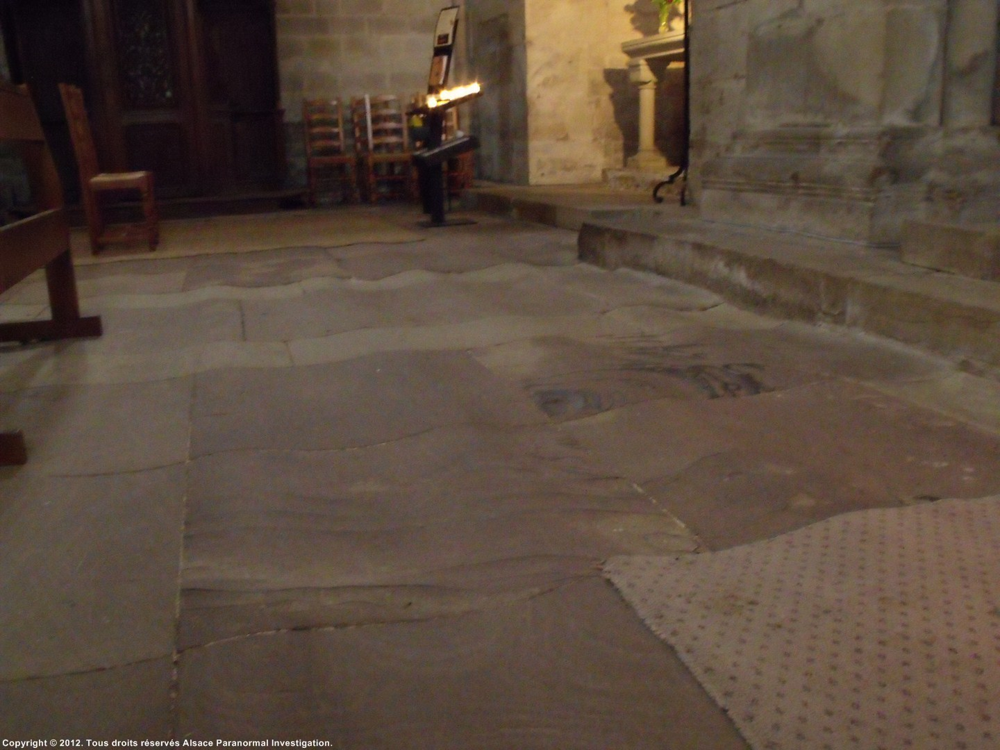 Copyright © 2012. Tous droits réservés Alsace Paranormal Investigation.